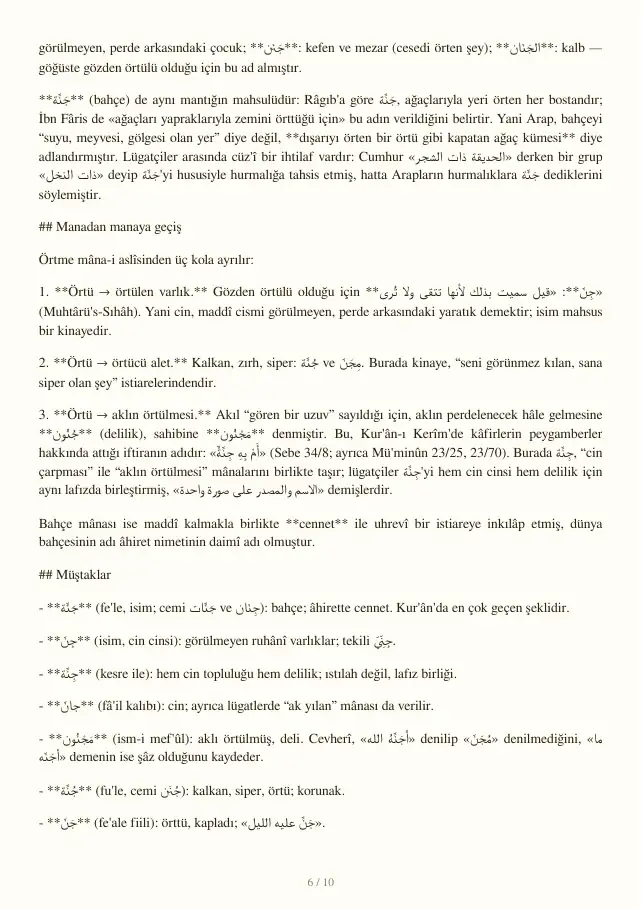 görülmeyen, perde arkasındaki çocuk; **جَنن**: kefen ve mezar (cesedi örten şey); **الجَنان**: kalb —
göğüste gözden örtülü olduğu için bu ad almıştır.
**جَنَّة** (bahçe) de aynı mantığın mahsulüdür: Râgıb'a göre جَنَّة, ağaçlarıyla yeri örten her bostandır;
İbn Fâris de «ağaçları yapraklarıyla zemini örttüğü için» bu adın verildiğini belirtir. Yani Arap, bahçeyi
“suyu, meyvesi, gölgesi olan yer” diye değil, **dışarıyı örten bir örtü gibi kapatan ağaç kümesi** diye
adlandırmıştır. Lügatçiler arasında cüz'î bir ihtilaf vardır: Cumhur «الحديقة ذات الشجر» derken bir grup
«ذات النخل» deyip جَنَّة'yi hususiyle hurmalığa tahsis etmiş, hatta Arapların hurmalıklara جَنَّة dediklerini
söylemiştir.
## Manadan manaya geçiş
Örtme mâna-i aslîsinden üç kola ayrılır:
1. **Örtü → örtülen varlık.** Gözden örtülü olduğu için **جِنّ**: «قيل سميت بذلك لأنها تتقى ولا تُرى»
(Muhtârü's-Sıhâh). Yani cin, maddî cismi görülmeyen, perde arkasındaki yaratık demektir; isim mahsus
bir kinayedir.
2. **Örtü → örtücü alet.** Kalkan, zırh, siper: جُنَّة ve مِجَنّ. Burada kinaye, “seni görünmez kılan, sana
siper olan şey” istiarelerindendir.
3. **Örtü → aklın örtülmesi.** Akıl “gören bir uzuv” sayıldığı için, aklın perdelenecek hâle gelmesine
**جُنُون** (delilik), sahibine **مَجْنُون** denmiştir. Bu, Kur'ân-ı Kerîm'de kâfirlerin peygamberler
hakkında attığı iftiranın adıdır: «أَمْ بِهِ جِنَّةٌ» (Sebe 34/8; ayrıca Mü'minûn 23/25, 23/70). Burada جِنَّة, “cin
çarpması” ile “aklın örtülmesi” mânalarını birlikte taşır; lügatçiler جِنَّة'yi hem cin cinsi hem delilik için
aynı lafızda birleştirmiş, «الاسم والمصدر على صورة واحدة» demişlerdir.
Bahçe mânası ise maddî kalmakla birlikte **cennet** ile uhrevî bir istiareye inkılâp etmiş, dünya
bahçesinin adı âhiret nimetinin daimî adı olmuştur.
## Müştaklar
- **جَنَّة** (fe'le, isim; cemi جَنَّات ve جِنَان): bahçe; âhirette cennet. Kur'ân'da en çok geçen şeklidir.
- **جِنّ** (isim, cin cinsi): görülmeyen ruhânî varlıklar; tekili جِنِّيّ.
- **جِنَّة** (kesre ile): hem cin topluluğu hem delilik; ıstılah değil, lafız birliği.
- **جانّ** (fâ'il kalıbı): cin; ayrıca lügatlerde “ak yılan” mânası da verilir.
- **مَجْنُون** (ism-i mef'ûl): aklı örtülmüş, deli. Cevherî, «أجَنَّهُ الله» denilip «مُجَنّ» denilmediğini, «ما
أجَنّه» demenin ise şâz olduğunu kaydeder.
- **جُنَّة** (fu'le, cemi جُنَن): kalkan, siper, örtü; korunak.
- **جَنّ** (fe'ale fiili): örttü, kapladı; «جَنَّ عليه الليل».
6 / 10